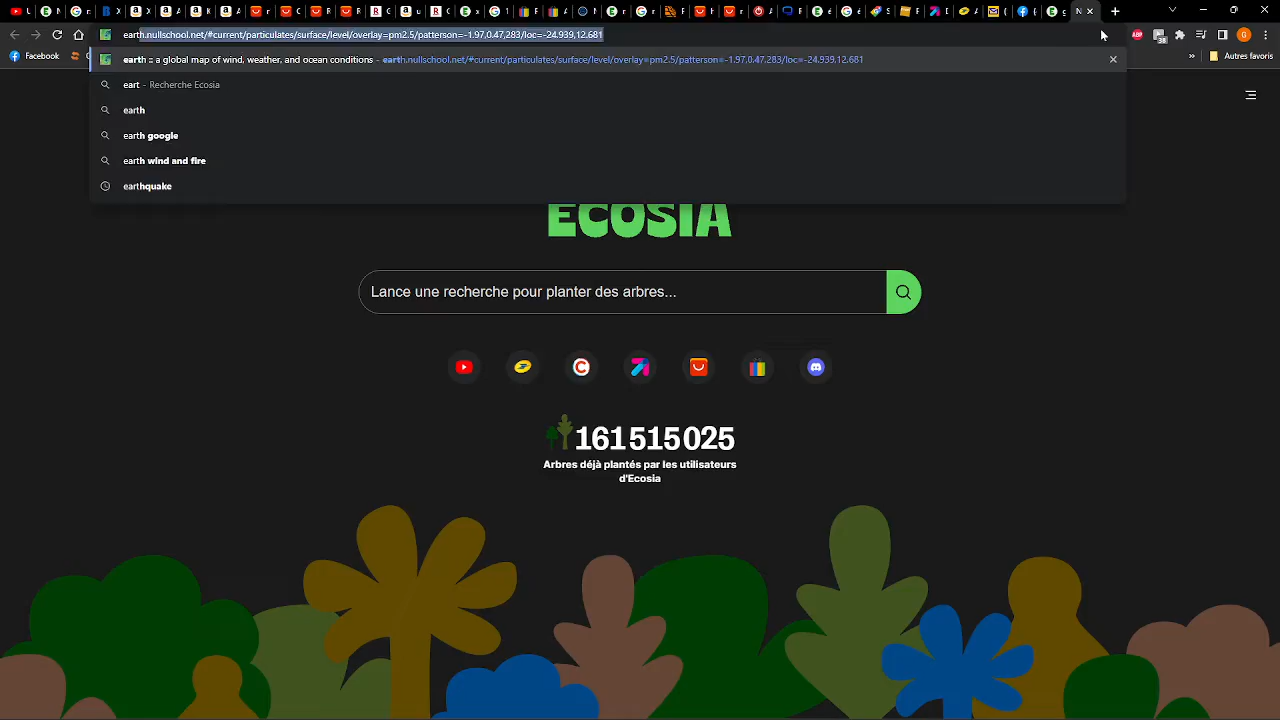 earth.nullschool.net/#current/particulates/surface/level/overlay=pm2.5/patterson=-1.97,0.47,283/loc=-24.939,12.681
Facebook
»
Autres favoris
earth :: a global map of wind, weather, and ocean conditions - earth.nullschool.net/#current/particulates/surface/level/overlay=pm2.5/patterson=-1.97,0.47,283/loc=-24.939,12.681
eart - Recherche Ecosia
earth
earth google
earth wind and fire
earthquake
ECOSIA
Lance une recherche pour planter des arbres...
161515025
Arbres déjà plantés par les utilisateurs
d'Ecosia